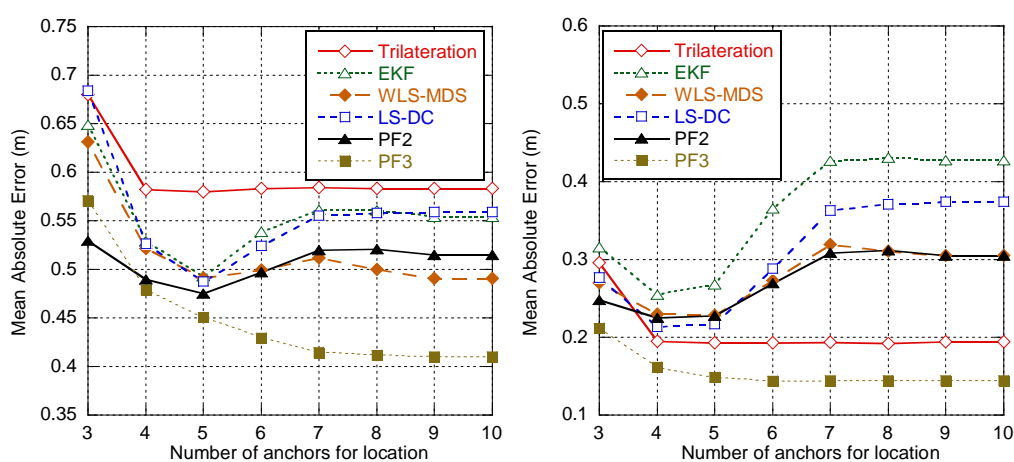 0.75
0.7
0.65
0.6
0.55
0.5
0.45
0.4
0.35
Mean Absolute Error (m)
3 4 5 6 7 8 9 10
Number of anchors for location
Trilateration
EKF
WLS-MDS
LS-DC
PF2
PF3
0.6
0.5
0.4
0.3
0.2
0.1
Mean Absolute Error (m)
3 4 5 6 7 8 9 10
Number of anchors for location
Trilateration
EKF
WLS-MDS
LS-DC
PF2
PF3